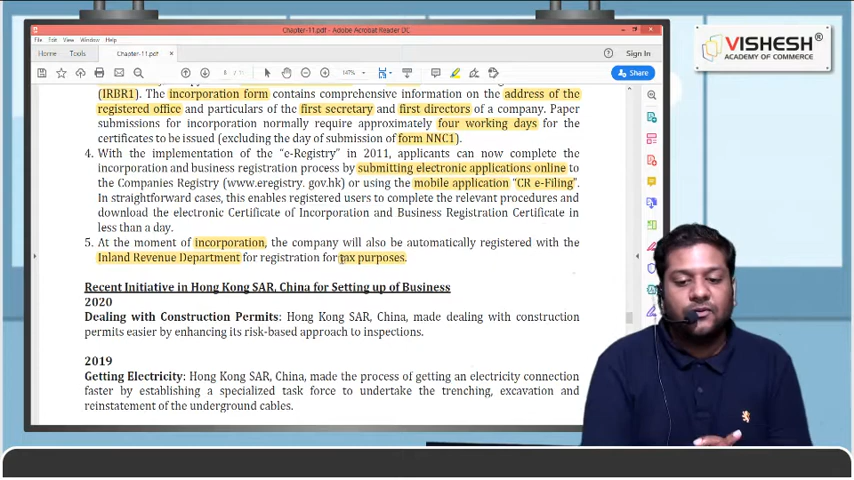 Chapter-11.pdf - Adobe Acrobat Reader DC
File Edit View Window Help
Home Tools Chapter-11.pdf × Sign In
147% Share
(IRBR1). The incorporation form contains comprehensive information on the address of the
registered office and particulars of the first secretary and first directors of a company. Paper
submissions for incorporation normally require approximately four working days for the
certificates to be issued (excluding the day of submission of form NNC1).
4. With the implementation of the "e-Registry" in 2011, applicants can now complete the
incorporation and business registration process by submitting electronic applications online to
the Companies Registry (www.eregistry. gov.hk) or using the mobile application "CR e-Filing".
In straightforward cases, this enables registered users to complete the relevant procedures and
download the electronic Certificate of Incorporation and Business Registration Certificate in
less than a day.
5. At the moment of incorporation, the company will also be automatically registered with the
Inland Revenue Department for registration for tax purposes.
Recent Initiative in Hong Kong SAR, China for Setting up of Business
2020
Dealing with Construction Permits: Hong Kong SAR, China, made dealing with construction
permits easier by enhancing its risk-based approach to inspections.
2019
Getting Electricity: Hong Kong SAR, China, made the process of getting an electricity connection
faster by establishing a specialized task force to undertake the trenching, excavation and
reinstatement of the underground cables.
VISHESH®
ACADEMY OF COMMERCE